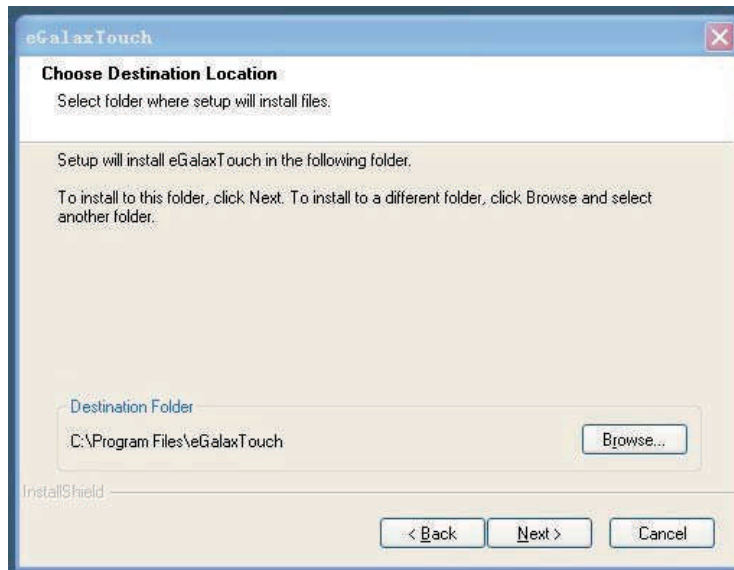 eGalaxTouch
Choose Destination Location
Select folder where setup will install files.
Setup will install eGalaxTouch in the following folder.
To install to this folder, click Next. To install to a different folder, click Browse and select
another folder.
Destination Folder
C:\Program Files\eGalaxTouch
Browse...
InstallShield
< Back
Next >
Cancel